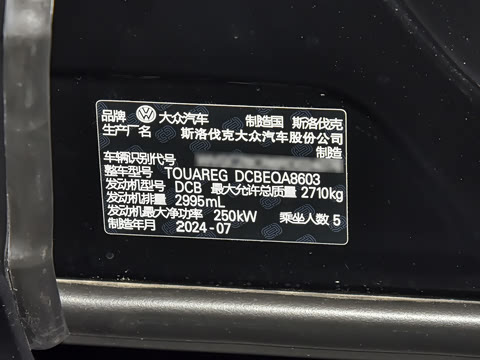 品牌 大众汽车 制造国 斯洛伐克
生产厂名 斯洛伐克大众汽车股份公司
制造
车辆识别代号
整车型号 TOUAREG DCBEQA8603
发动机型号 DCB 最大允许总质量 2710kg
发动机排量 2995mL
发动机最大净功率 250kW 乘坐人数 5
制造年月 2024-07